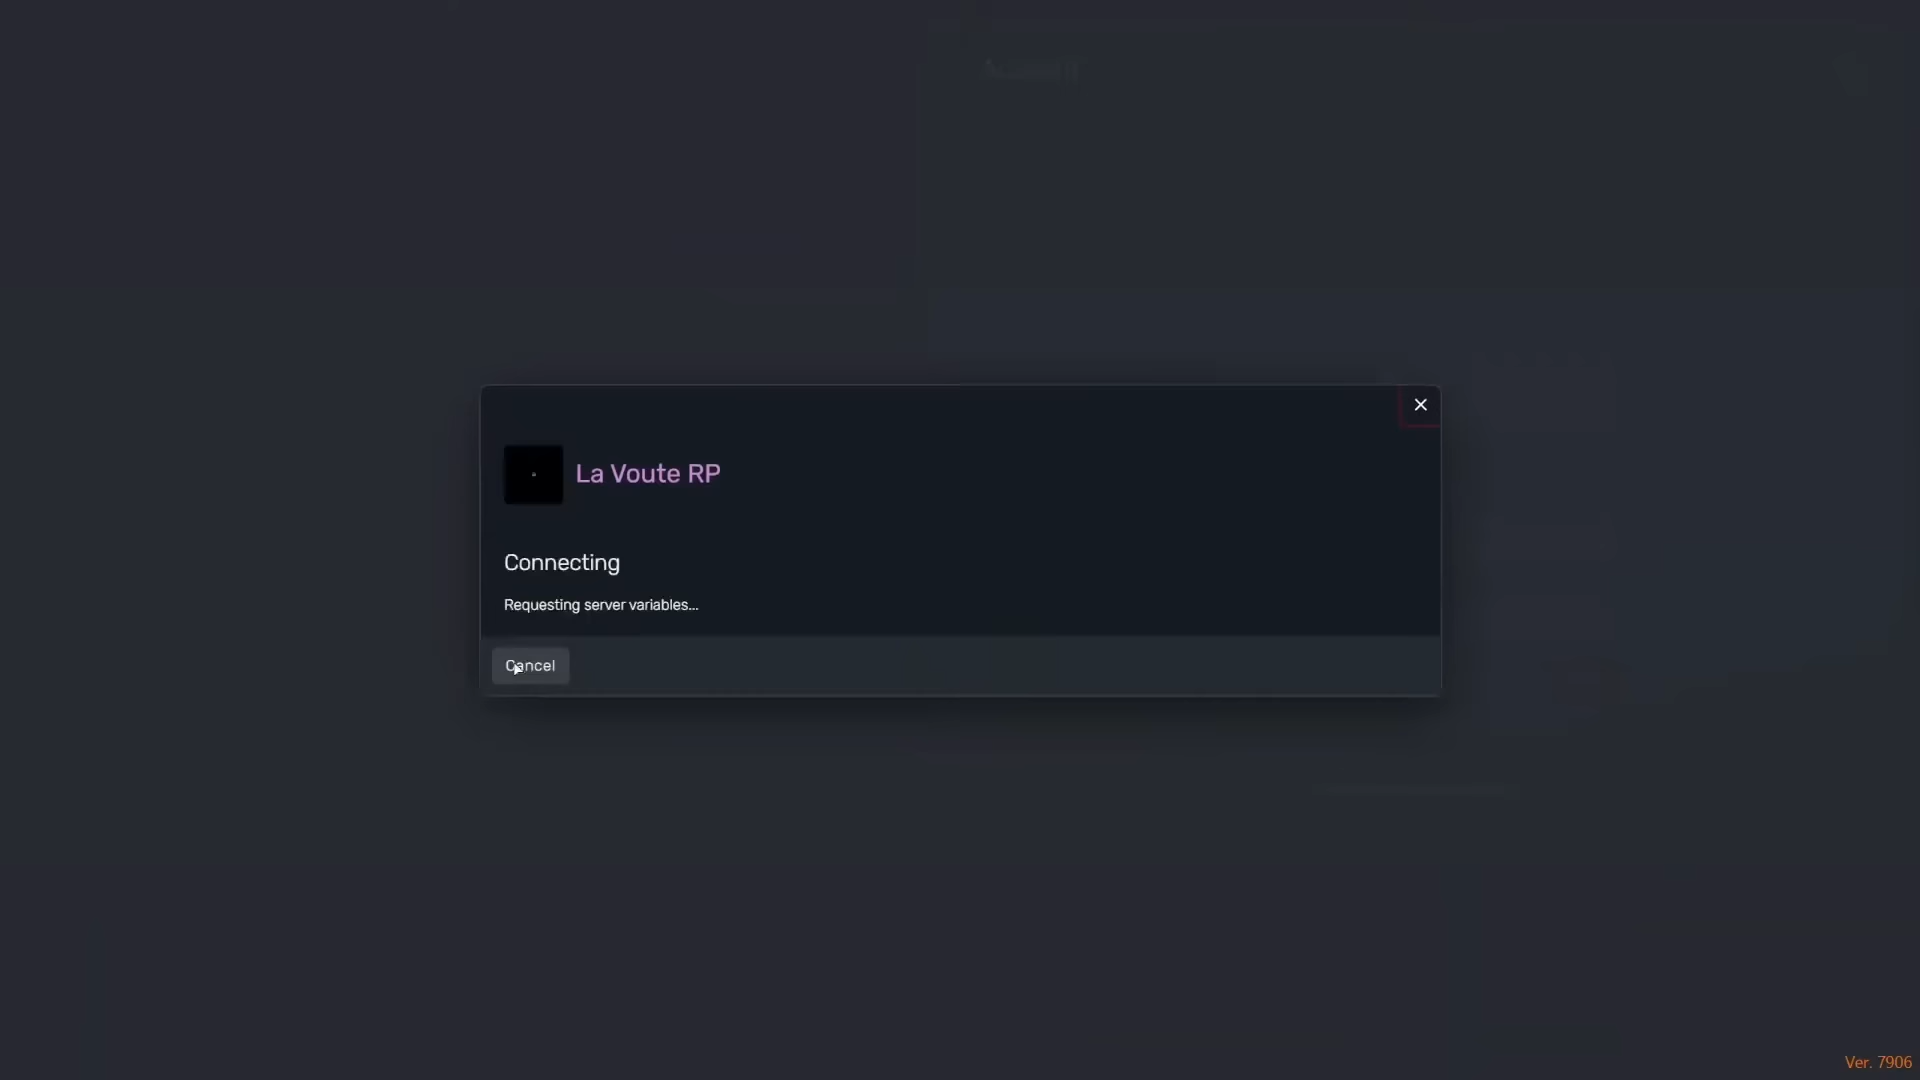 La Voute RP
Connecting
Requesting server variables...
Cancel
Ver. 7906